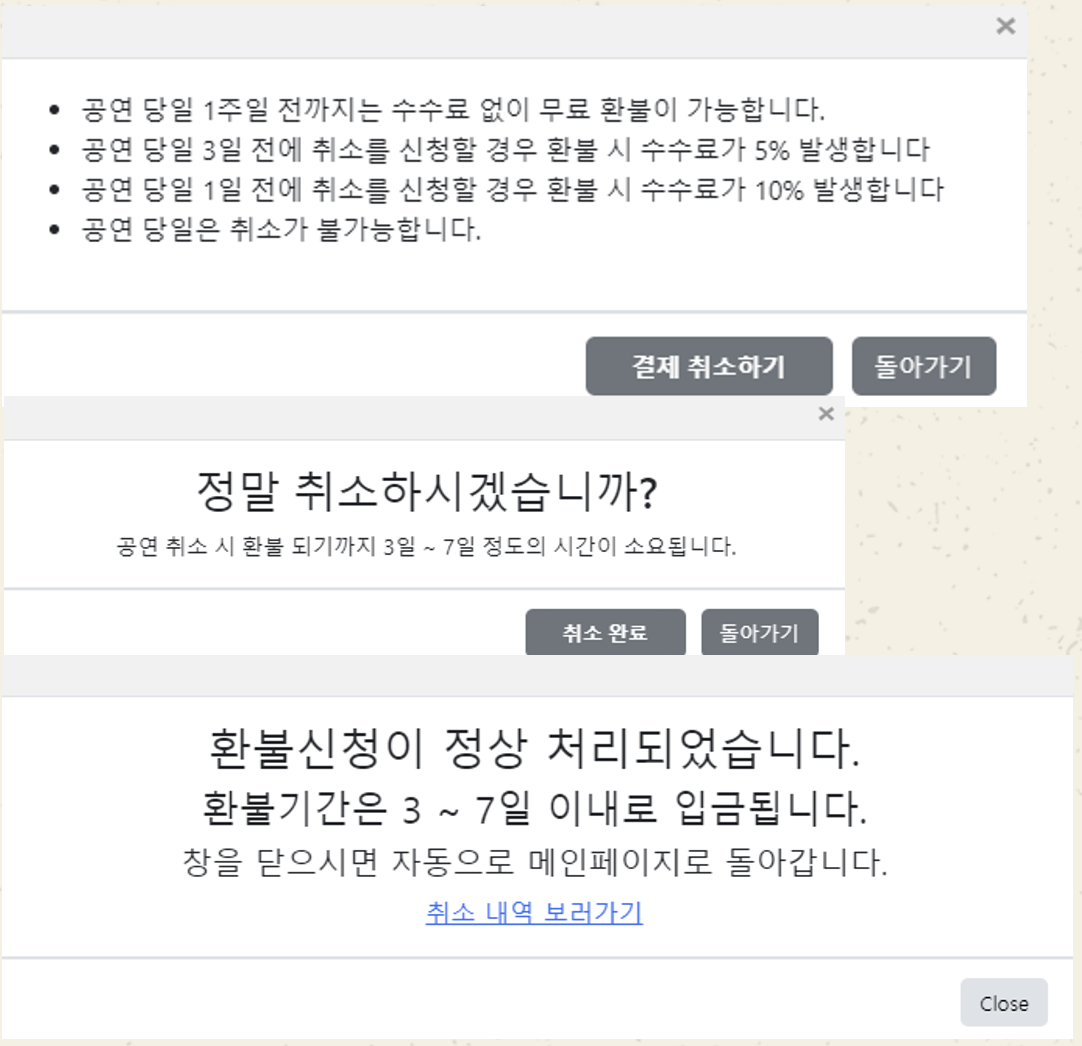 ×
공연 당일 1주일 전까지는 수수료 없이 무료 환불이 가능합니다.
공연 당일 3일 전에 취소를 신청할 경우 환불 시 수수료가 5% 발생합니다
공연 당일 1일 전에 취소를 신청할 경우 환불 시 수수료가 10% 발생합니다
공연 당일은 취소가 불가능합니다.
결제 취소하기 돌아가기
×
정말 취소하시겠습니까?
공연 취소 시 환불 되기까지 3일 ~ 7일 정도의 시간이 소요됩니다.
취소 완료 돌아가기
환불신청이 정상 처리되었습니다.
환불기간은 3 ~ 7일 이내로 입금됩니다.
창을 닫으시면 자동으로 메인페이지로 돌아갑니다.
취소 내역 보러가기
Close